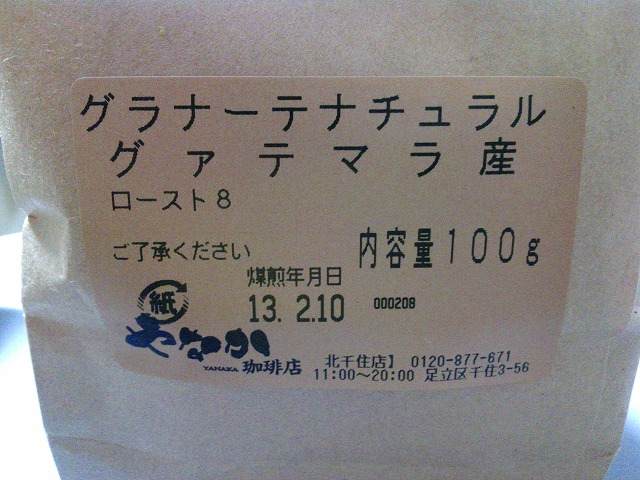 グラナーテナチュラル
グァテマラ産
ロースト8
ご了承ください
内容量100g
煤煎年月日
紙
13. 2.10
000208
やなか
YANAKA 珈琲店
北千住店】 0120-877-671
11:00〜20:00 足立区千住3-56